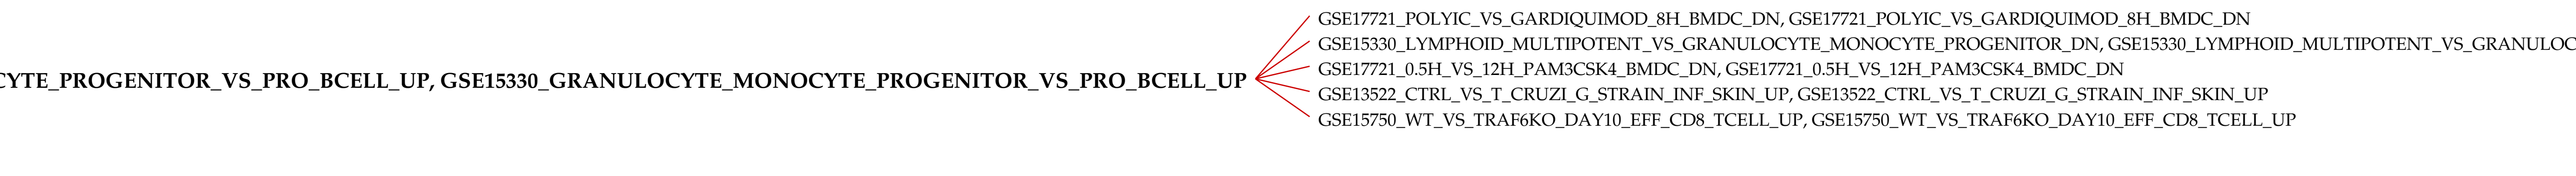 GSE17721_POLYIC_VS_GARDIQUIMOD_8H_BMDC_DN, GSE17721_POLYIC_VS_GARDIQUIMOD_8H_BMDC_DN
GSE15330_LYMPHOID_MULTIPOTENT_VS_GRANULOCYTE_MONOCYTE_PROGENITOR_DN, GSE15330_LYMPHOID_MULTIPOTENT_VS_GRANULOC
GSE17721_0.5H_VS_12H_PAM3CSK4_BMDC_DN, GSE17721_0.5H_VS_12H_PAM3CSK4_BMDC_DN
CYTE_PROGENITOR_VS_PRO_BCELL_UP, GSE15330_GRANULOCYTE_MONOCYTE_PROGENITOR_VS_PRO_BCELL_UP
GSE13522_CTRL_VS_T_CRUZI_G_STRAIN_INF_SKIN_UP, GSE13522_CTRL_VS_T_CRUZI_G_STRAIN_INF_SKIN_UP
GSE15750_WT_VS_TRAF6KO_DAY10_EFF_CD8_TCELL_UP, GSE15750_WT_VS_TRAF6KO_DAY10_EFF_CD8_TCELL_UP